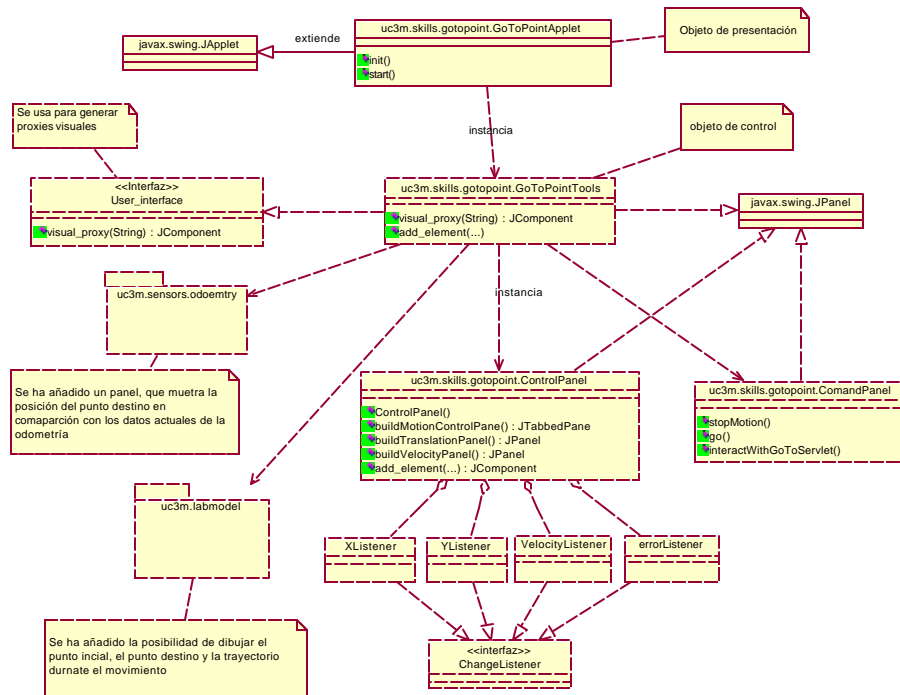 uc3m.skills.gotopoint.GoToPointApplet
init()
start()
Objeto de presentación
extiende
javax.swing.JApplet
instancia
Se usa para generar
proxies visuales
objeto de control
<<Interfaz>>
User_interface
visual_proxy(String) : JComponent
uc3m.skills.gotopoint.GoToPointTools
visual_proxy(String) : JComponent
add_element(...)
javax.swing.JPanel
uc3m.sensors.odoemtry
instancia
Se ha añadido un panel, que muetra la
posición del punto destino en
comaparción con los datos actuales de la
odometría
uc3m.skills.gotopoint.ControlPanel
ControlPanel()
buildMotionControlPane() : JTabbedPane
buildTranslationPanel() : JPanel
buildVelocityPanel() : JPanel
add_element(...) : JComponent
uc3m.skills.gotopoint.ComandPanel
stopMotion()
go()
interactWithGoToServlet()
uc3m.labmodel
XListener
YListener
VelocityListener
errorListener
Se ha añadido la posibilidad de dibujar el
punto incial, el punto destino y la trayectorio
durnate el movimiento
<<interfaz>>
ChangeListener